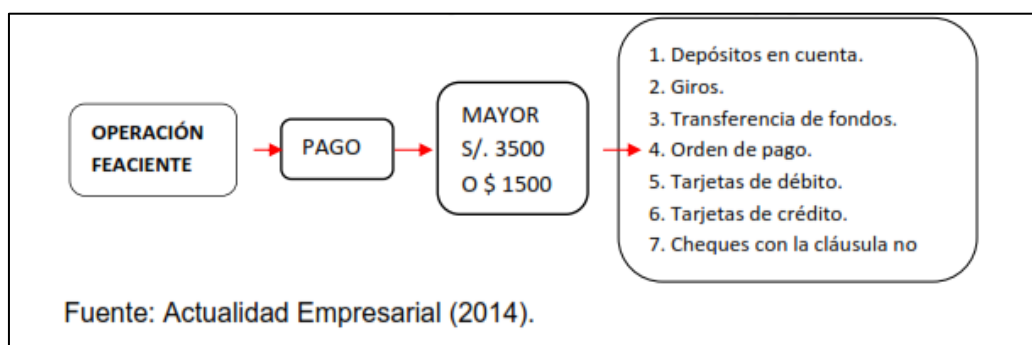 OPERACIÓN
FEACIENTE
PAGO
MAYOR
S/. 3500
O $ 1500
1. Depósitos en cuenta.
2. Giros.
3. Transferencia de fondos.
4. Orden de pago.
5. Tarjetas de débito.
6. Tarjetas de crédito.
7. Cheques con la cláusula no
Fuente: Actualidad Empresarial (2014).